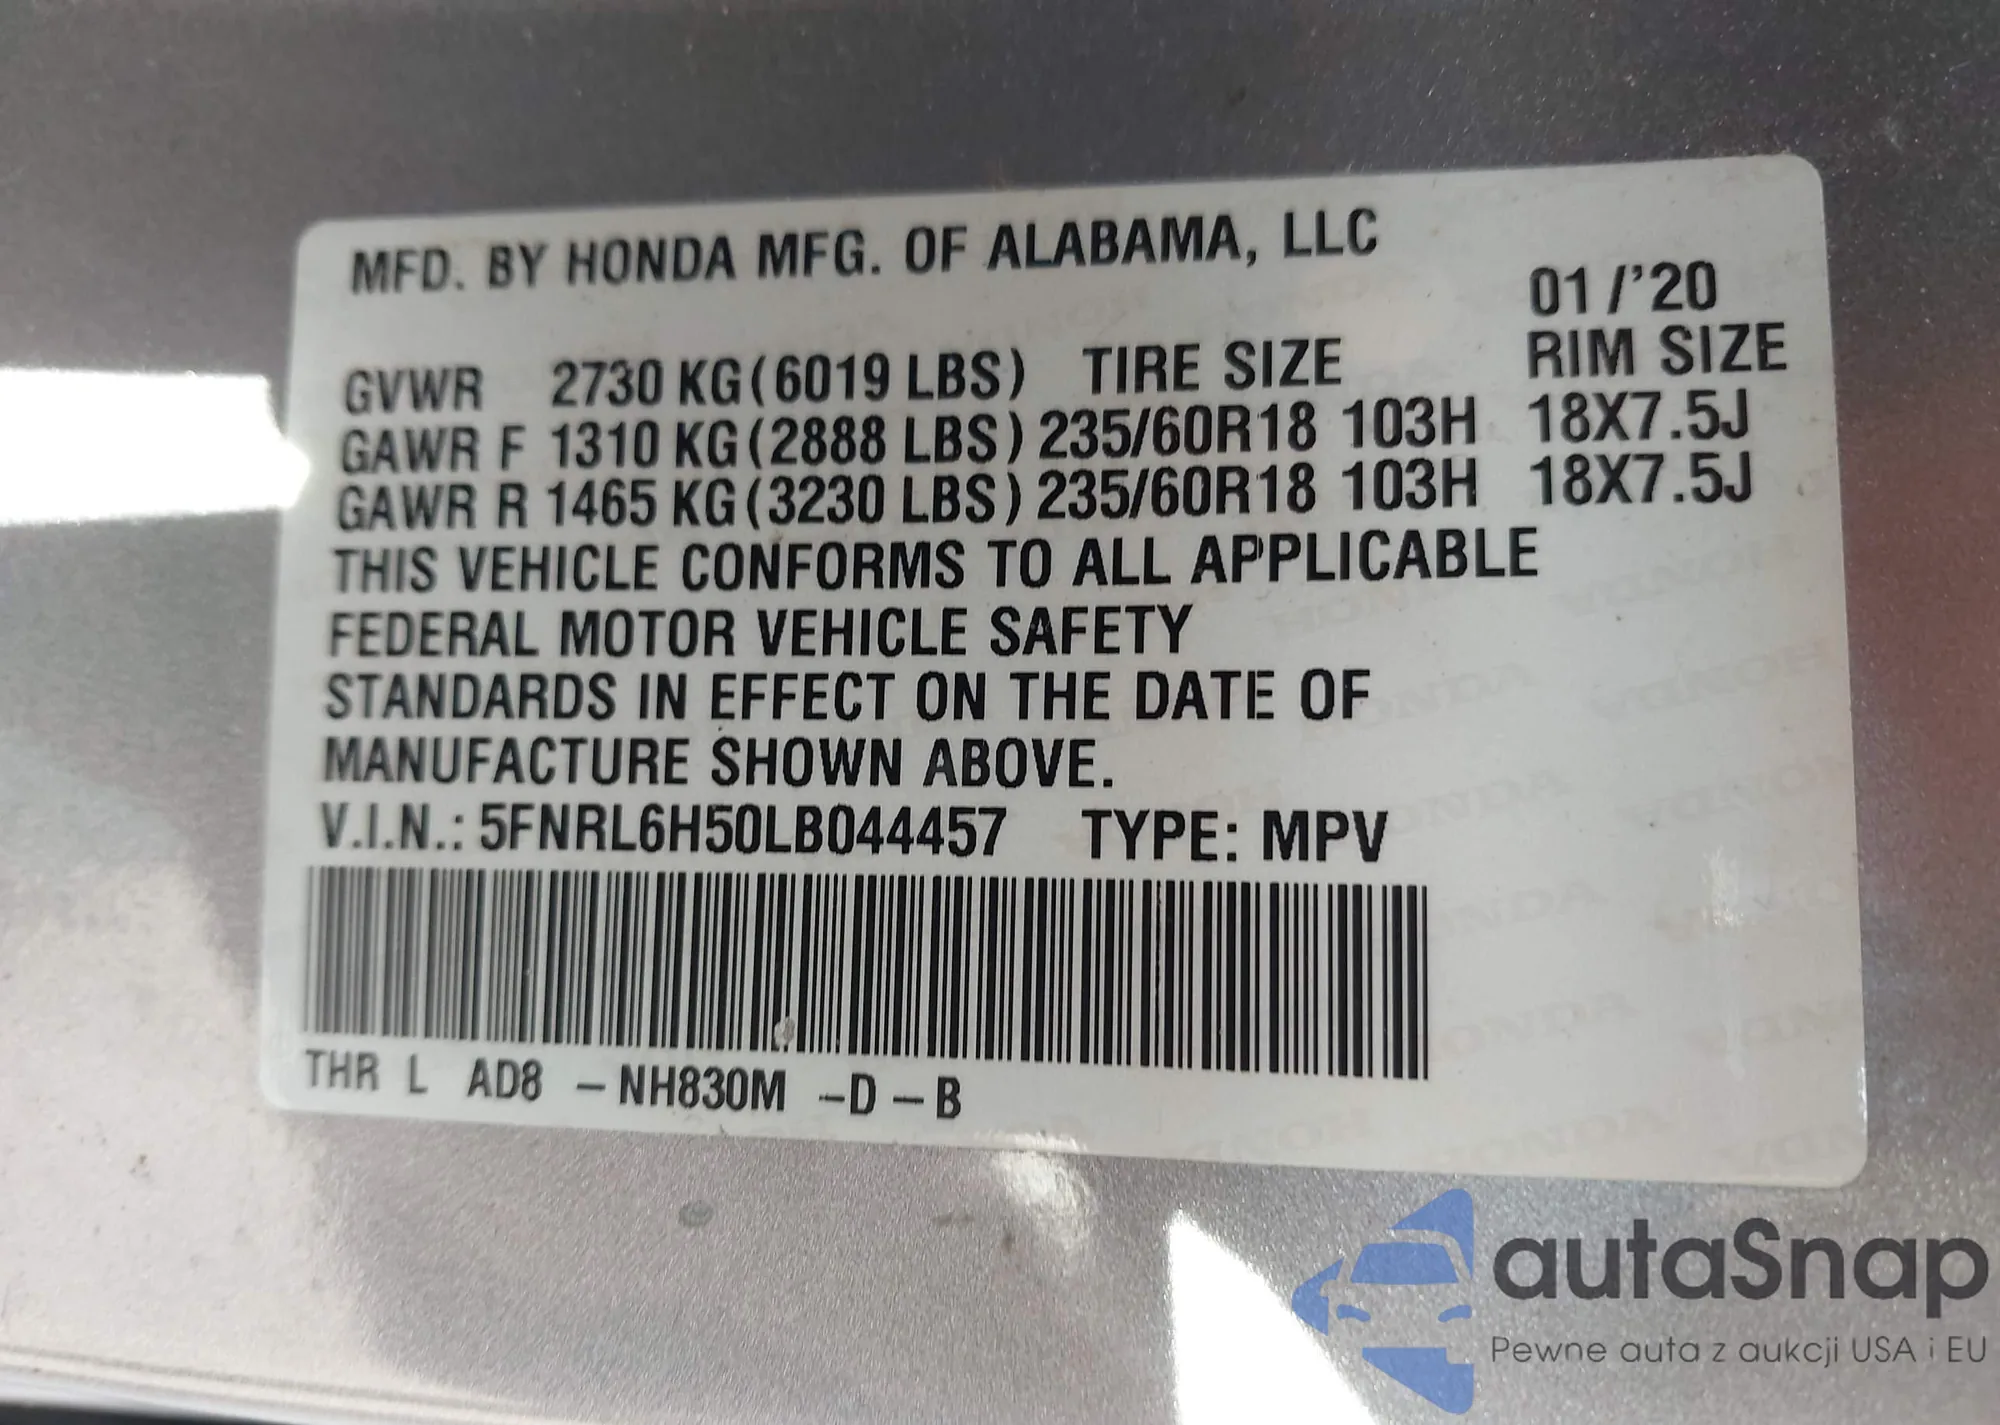 MFD. BY HONDA MFG. OF ALABAMA, LLC
01 /'20
GVWR 2730 KG (6019 LBS) TIRE SIZE RIM SIZE
GAWR F 1310 KG (2888 LBS) 235/60R18 103H 18X7.5J
GAWR R 1465 KG (3230 LBS) 235/60R18 103H 18X7.5J
THIS VEHICLE CONFORMS TO ALL APPLICABLE
FEDERAL MOTOR VEHICLE SAFETY
STANDARDS IN EFFECT ON THE DATE OF
MANUFACTURE SHOWN ABOVE.
V.I.N.: 5FNRL6H50LB044457 TYPE: MPV
THR L AD8 –NH830M –D–B
autaSnap
Pewne auta z aukcji USA i EU